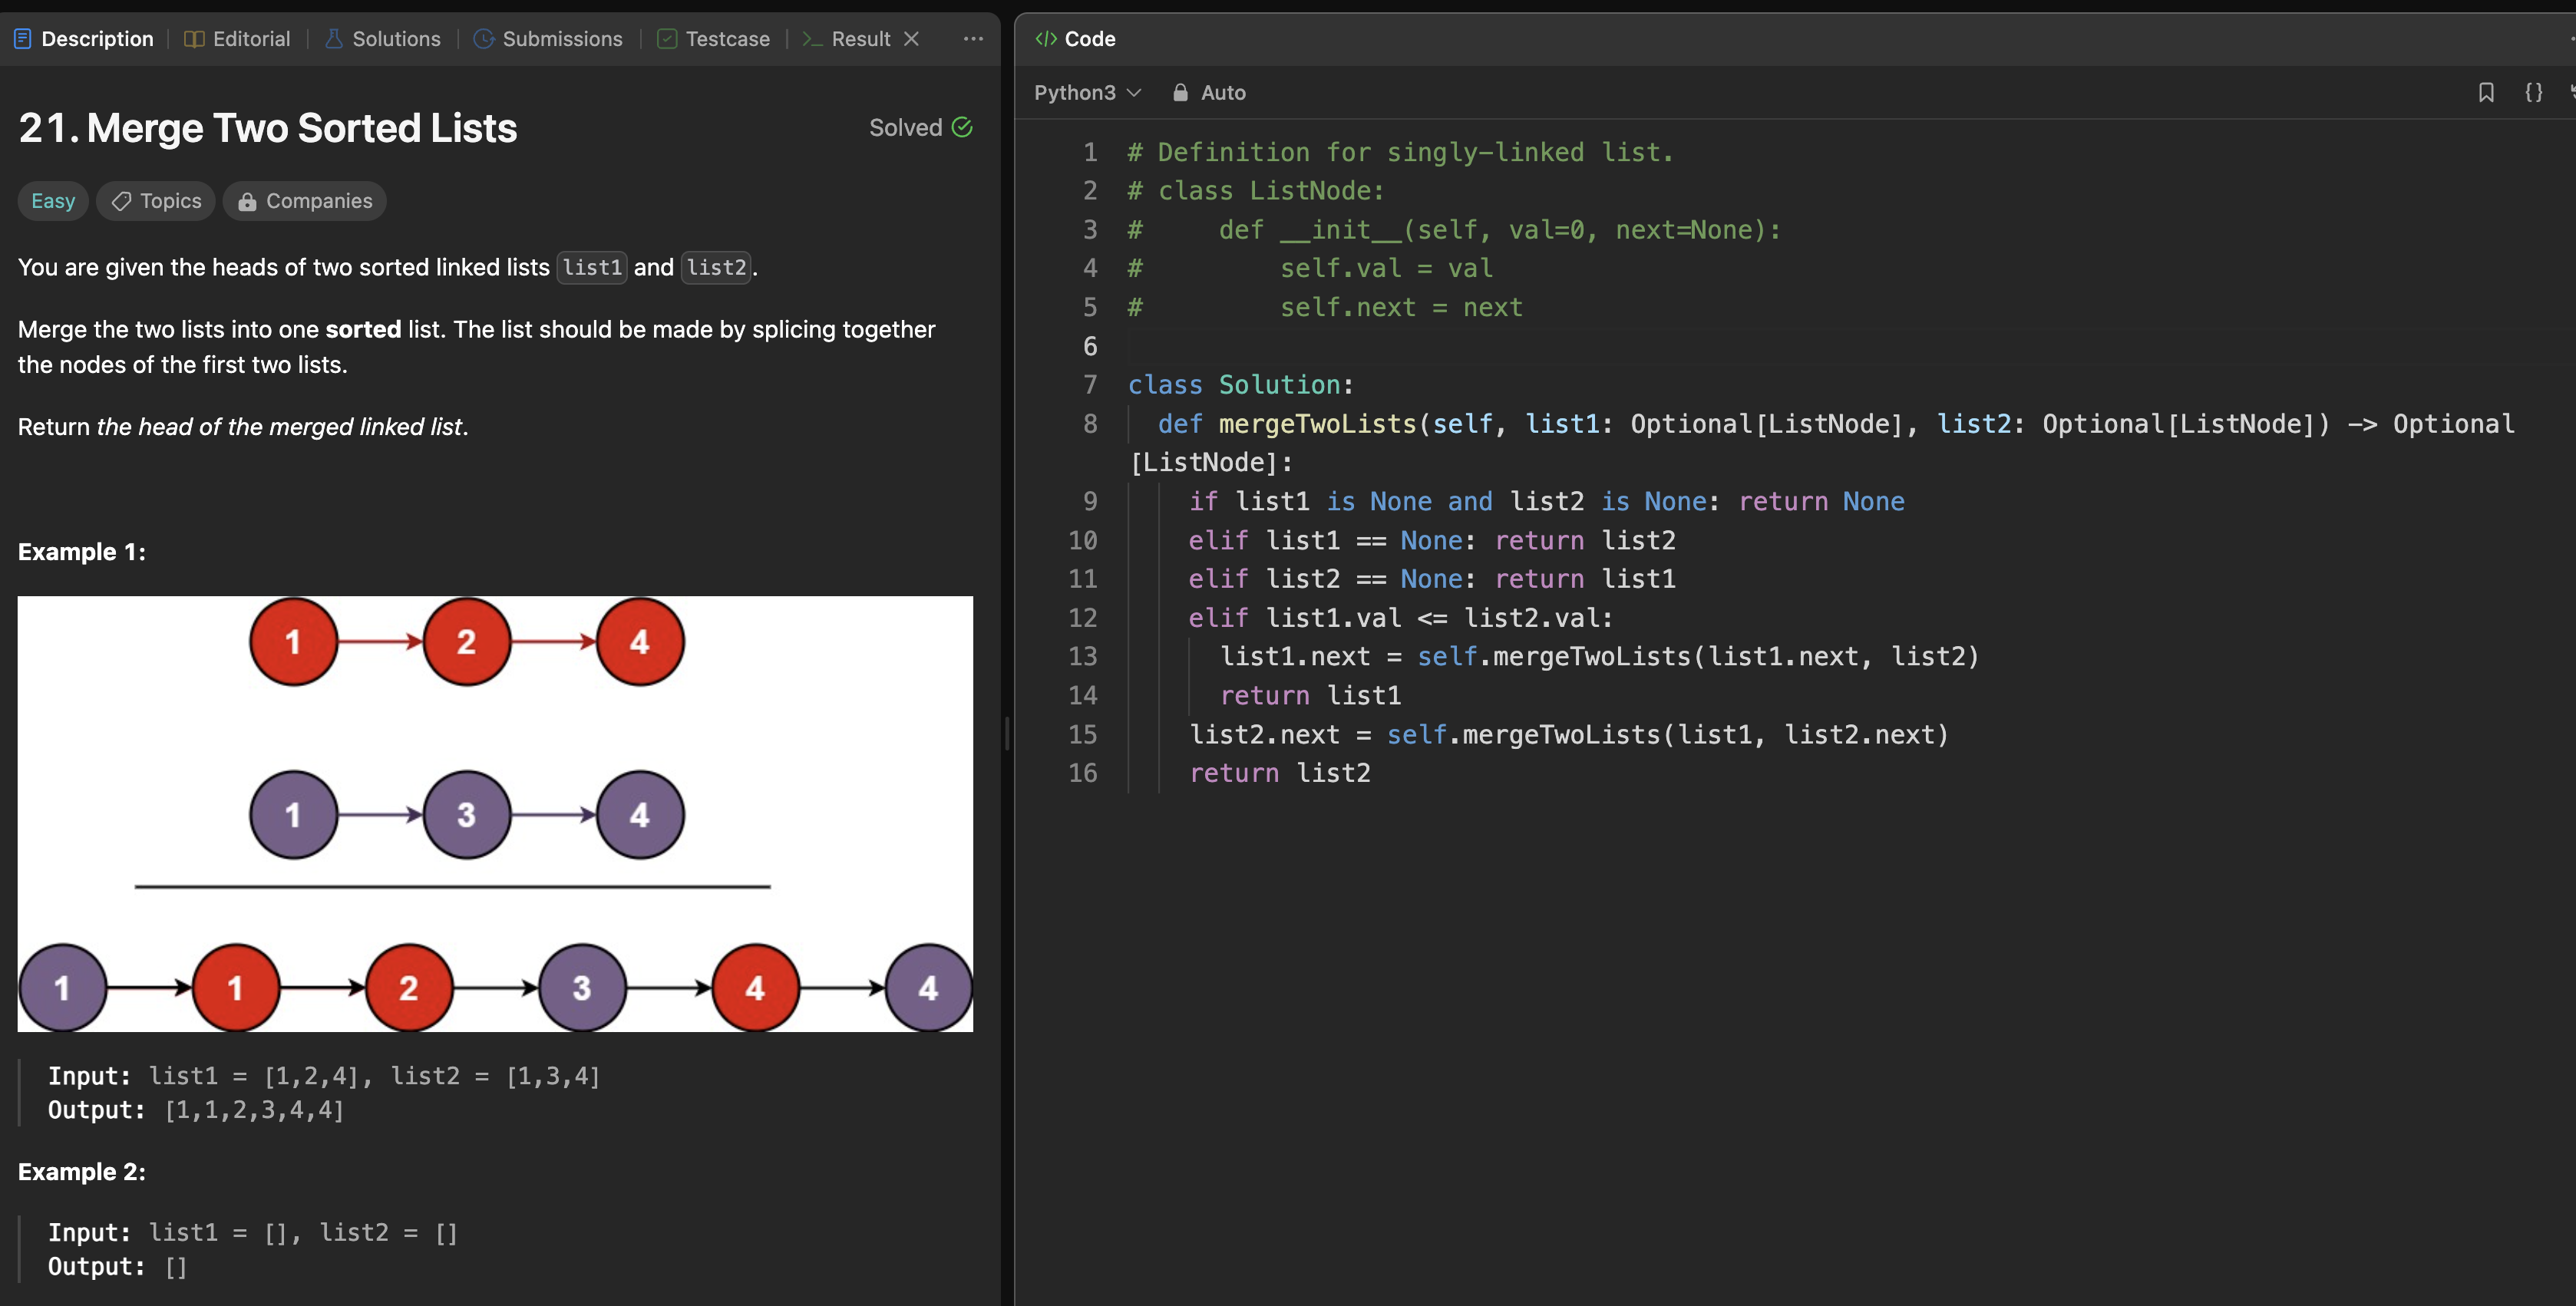 Description | Editorial | Solutions | Submissions | Testcase | Result
21. Merge Two Sorted Lists
Solved
Easy Topics Companies
You are given the heads of two sorted linked lists list1 and list2.
Merge the two lists into one sorted list. The list should be made by splicing together
the nodes of the first two lists.
Return the head of the merged linked list.
Example 1:
1 2 4
1 3 4
1 1 2 3 4 4
Input: list1 = [1,2,4], list2 = [1,3,4]
Output: [1,1,2,3,4,4]
Example 2:
Input: list1 = [], list2 = []
Output: []
</> Code
Python3 Auto
{}
1 # Definition for singly-linked list.
2 # class ListNode:
3 #     def __init__(self, val=0, next=None):
4 #         self.val = val
5 #         self.next = next
6
7 class Solution:
8   def mergeTwoLists(self, list1: Optional[ListNode], list2: Optional[ListNode]) -> Optional
[ListNode]:
9     if list1 is None and list2 is None: return None
10     elif list1 == None: return list2
11     elif list2 == None: return list1
12     elif list1.val <= list2.val:
13       list1.next = self.mergeTwoLists(list1.next, list2)
14       return list1
15     list2.next = self.mergeTwoLists(list1, list2.next)
16     return list2